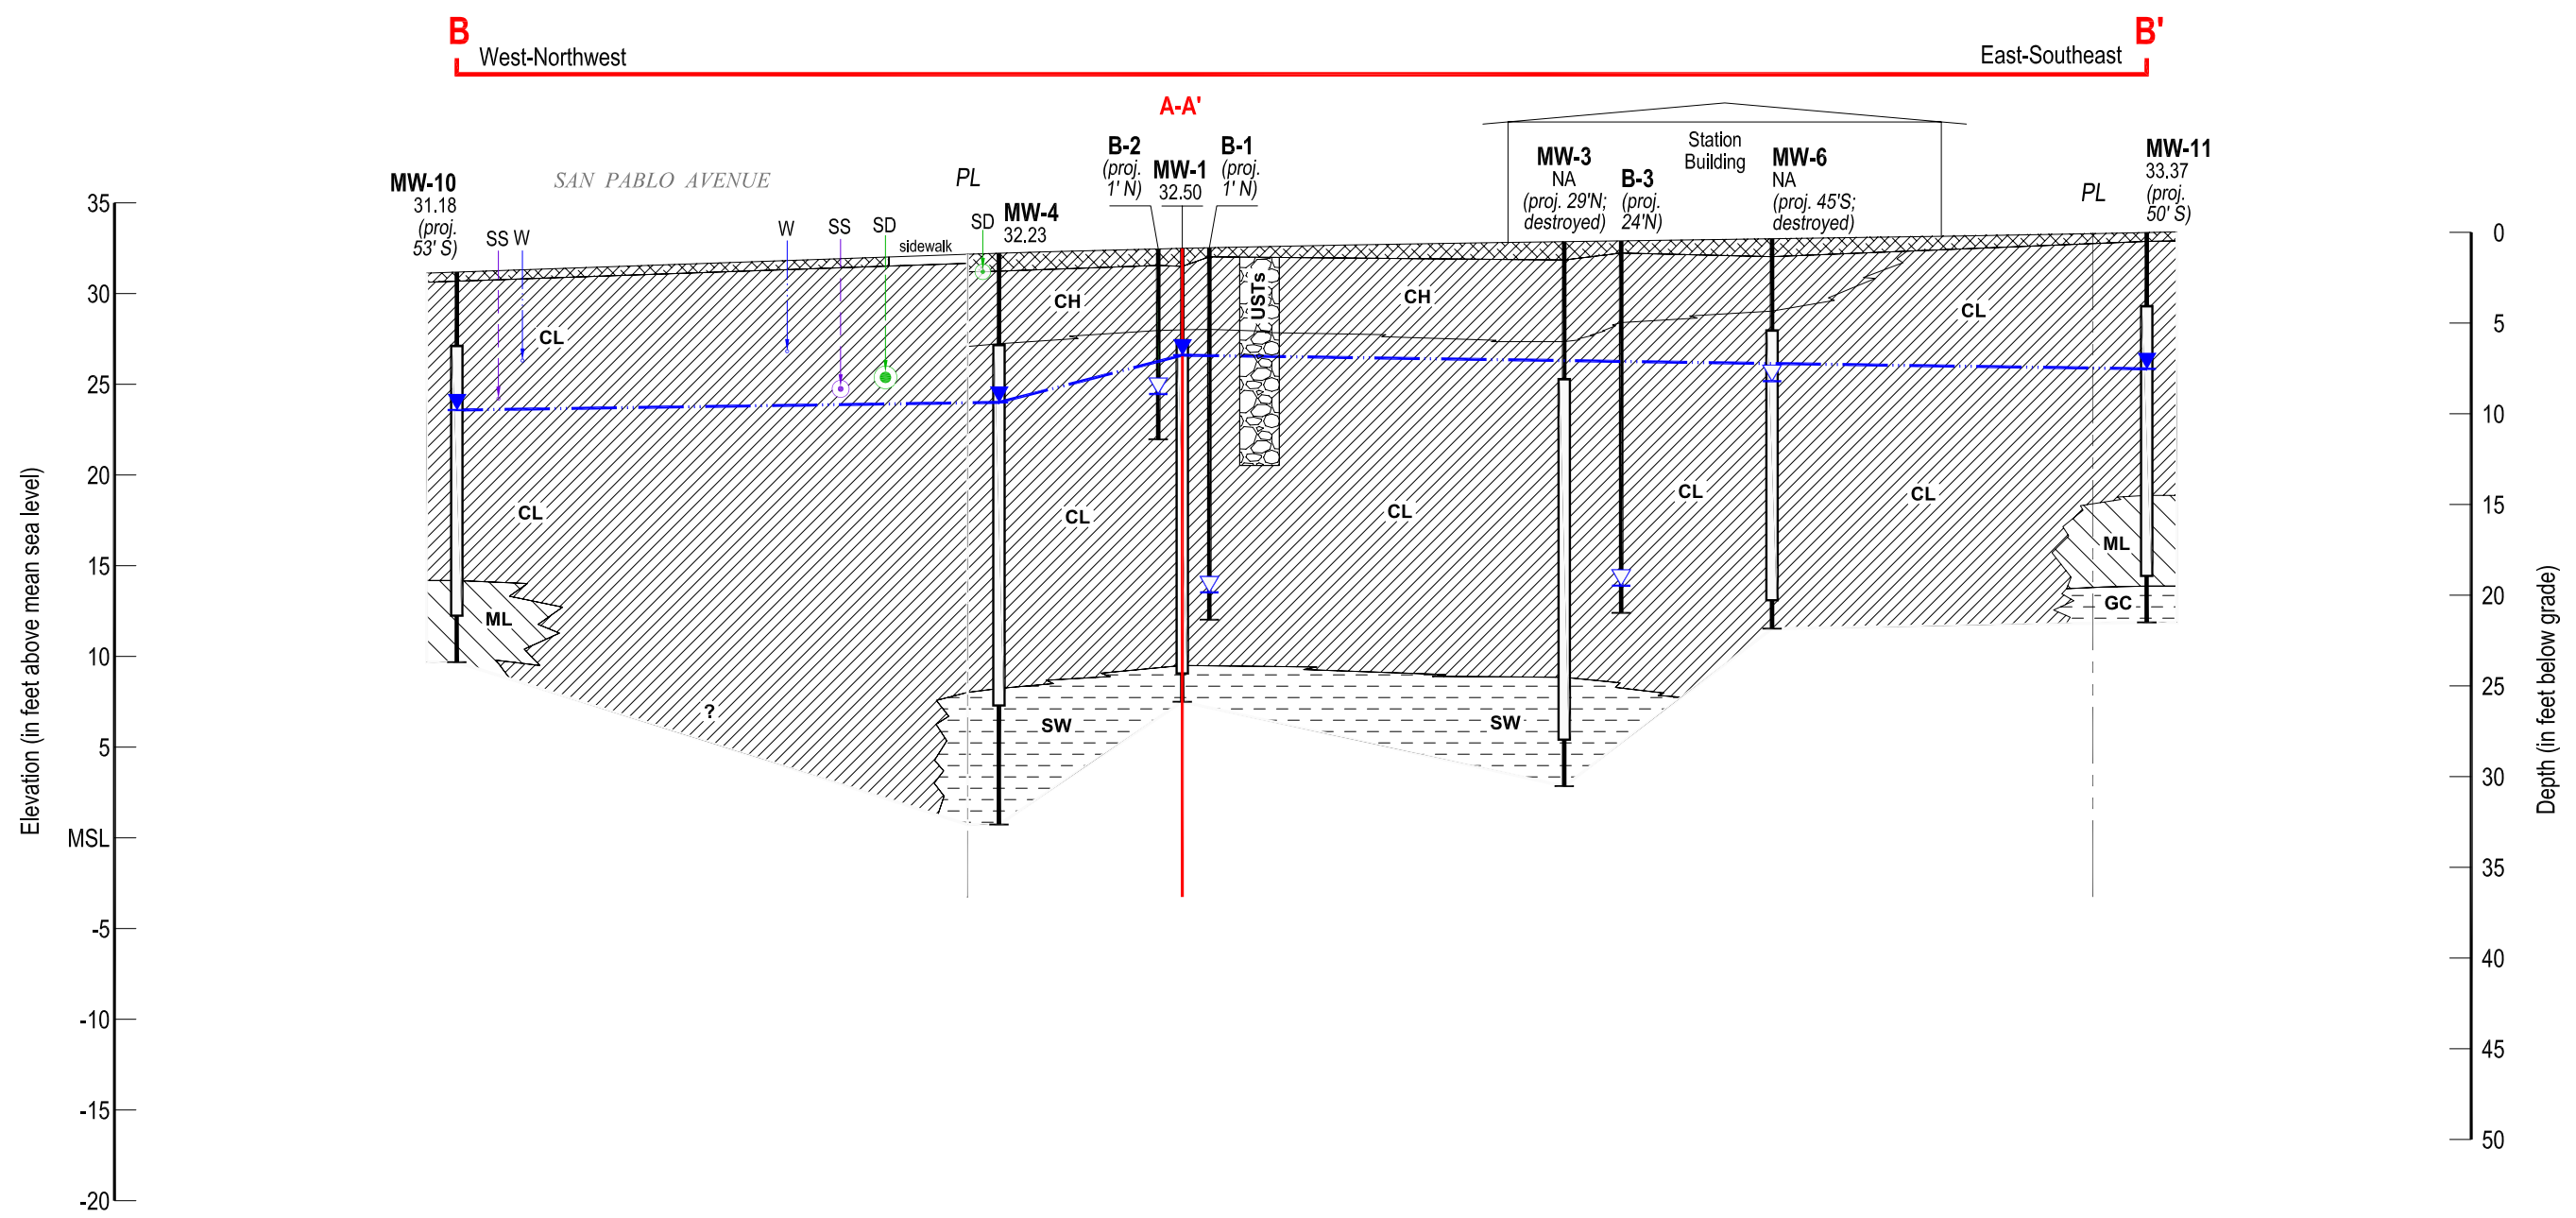 B
West-Northwest
East-Southeast
B'
A-A'
MW-10
31.18
(proj.
53' S)
SAN PABLO AVENUE
SS
W
W
SS
SD
sidewalk
PL
SD
MW-4
32.23
B-2
(proj.
1' N)
MW-1
32.50
B-1
(proj.
1' N)
MW-3
NA
(proj. 29'N;
destroyed)
B-3
(proj.
24'N)
Station
Building
MW-6
NA
(proj. 45'S;
destroyed)
PL
MW-11
33.37
(proj.
50' S)
Elevation (in feet above mean sea level)
35
30
25
20
15
10
5
MSL
-5
-10
-15
-20
CL
CH
USTs
CH
CL
CL
CL
CL
CL
CL
ML
ML
GC
?
SW
SW
0
5
10
15
20
25
30
35
40
45
50
Depth (in feet below grade)